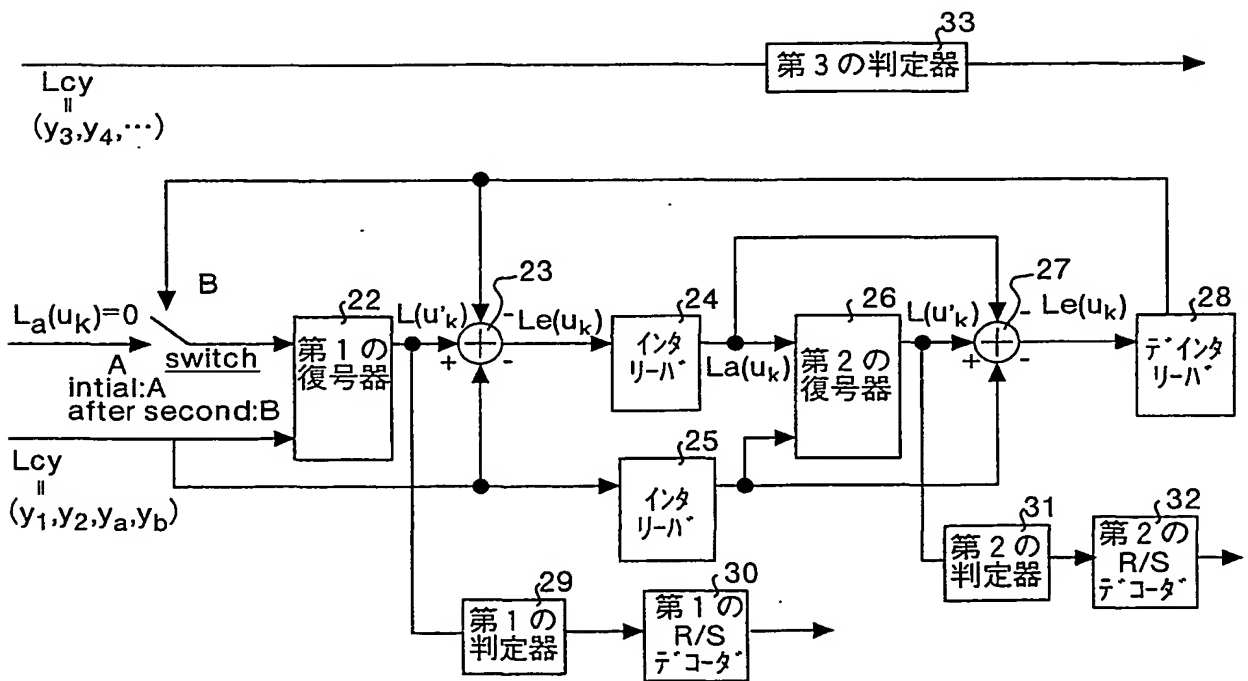 33
第3の判定器
Lcy
=
(y3,y4,…)
B
22
23
24
26
27
28
La(uk)=0
第1の
復号器
L(u'k)
+
-
-
Le(uk)
インタ
リーバ
La(uk)
第2の
復号器
L(u'k)
+
-
-
Le(uk)
デインタ
リーバ
A
switch
intial:A
after second:B
Lcy
=
(y1,y2,ya,yb)
25
インタ
リーバ
31
第2の
判定器
32
第2の
R/S
デコーダ
29
第1の
判定器
30
第1の
R/S
デコーダ